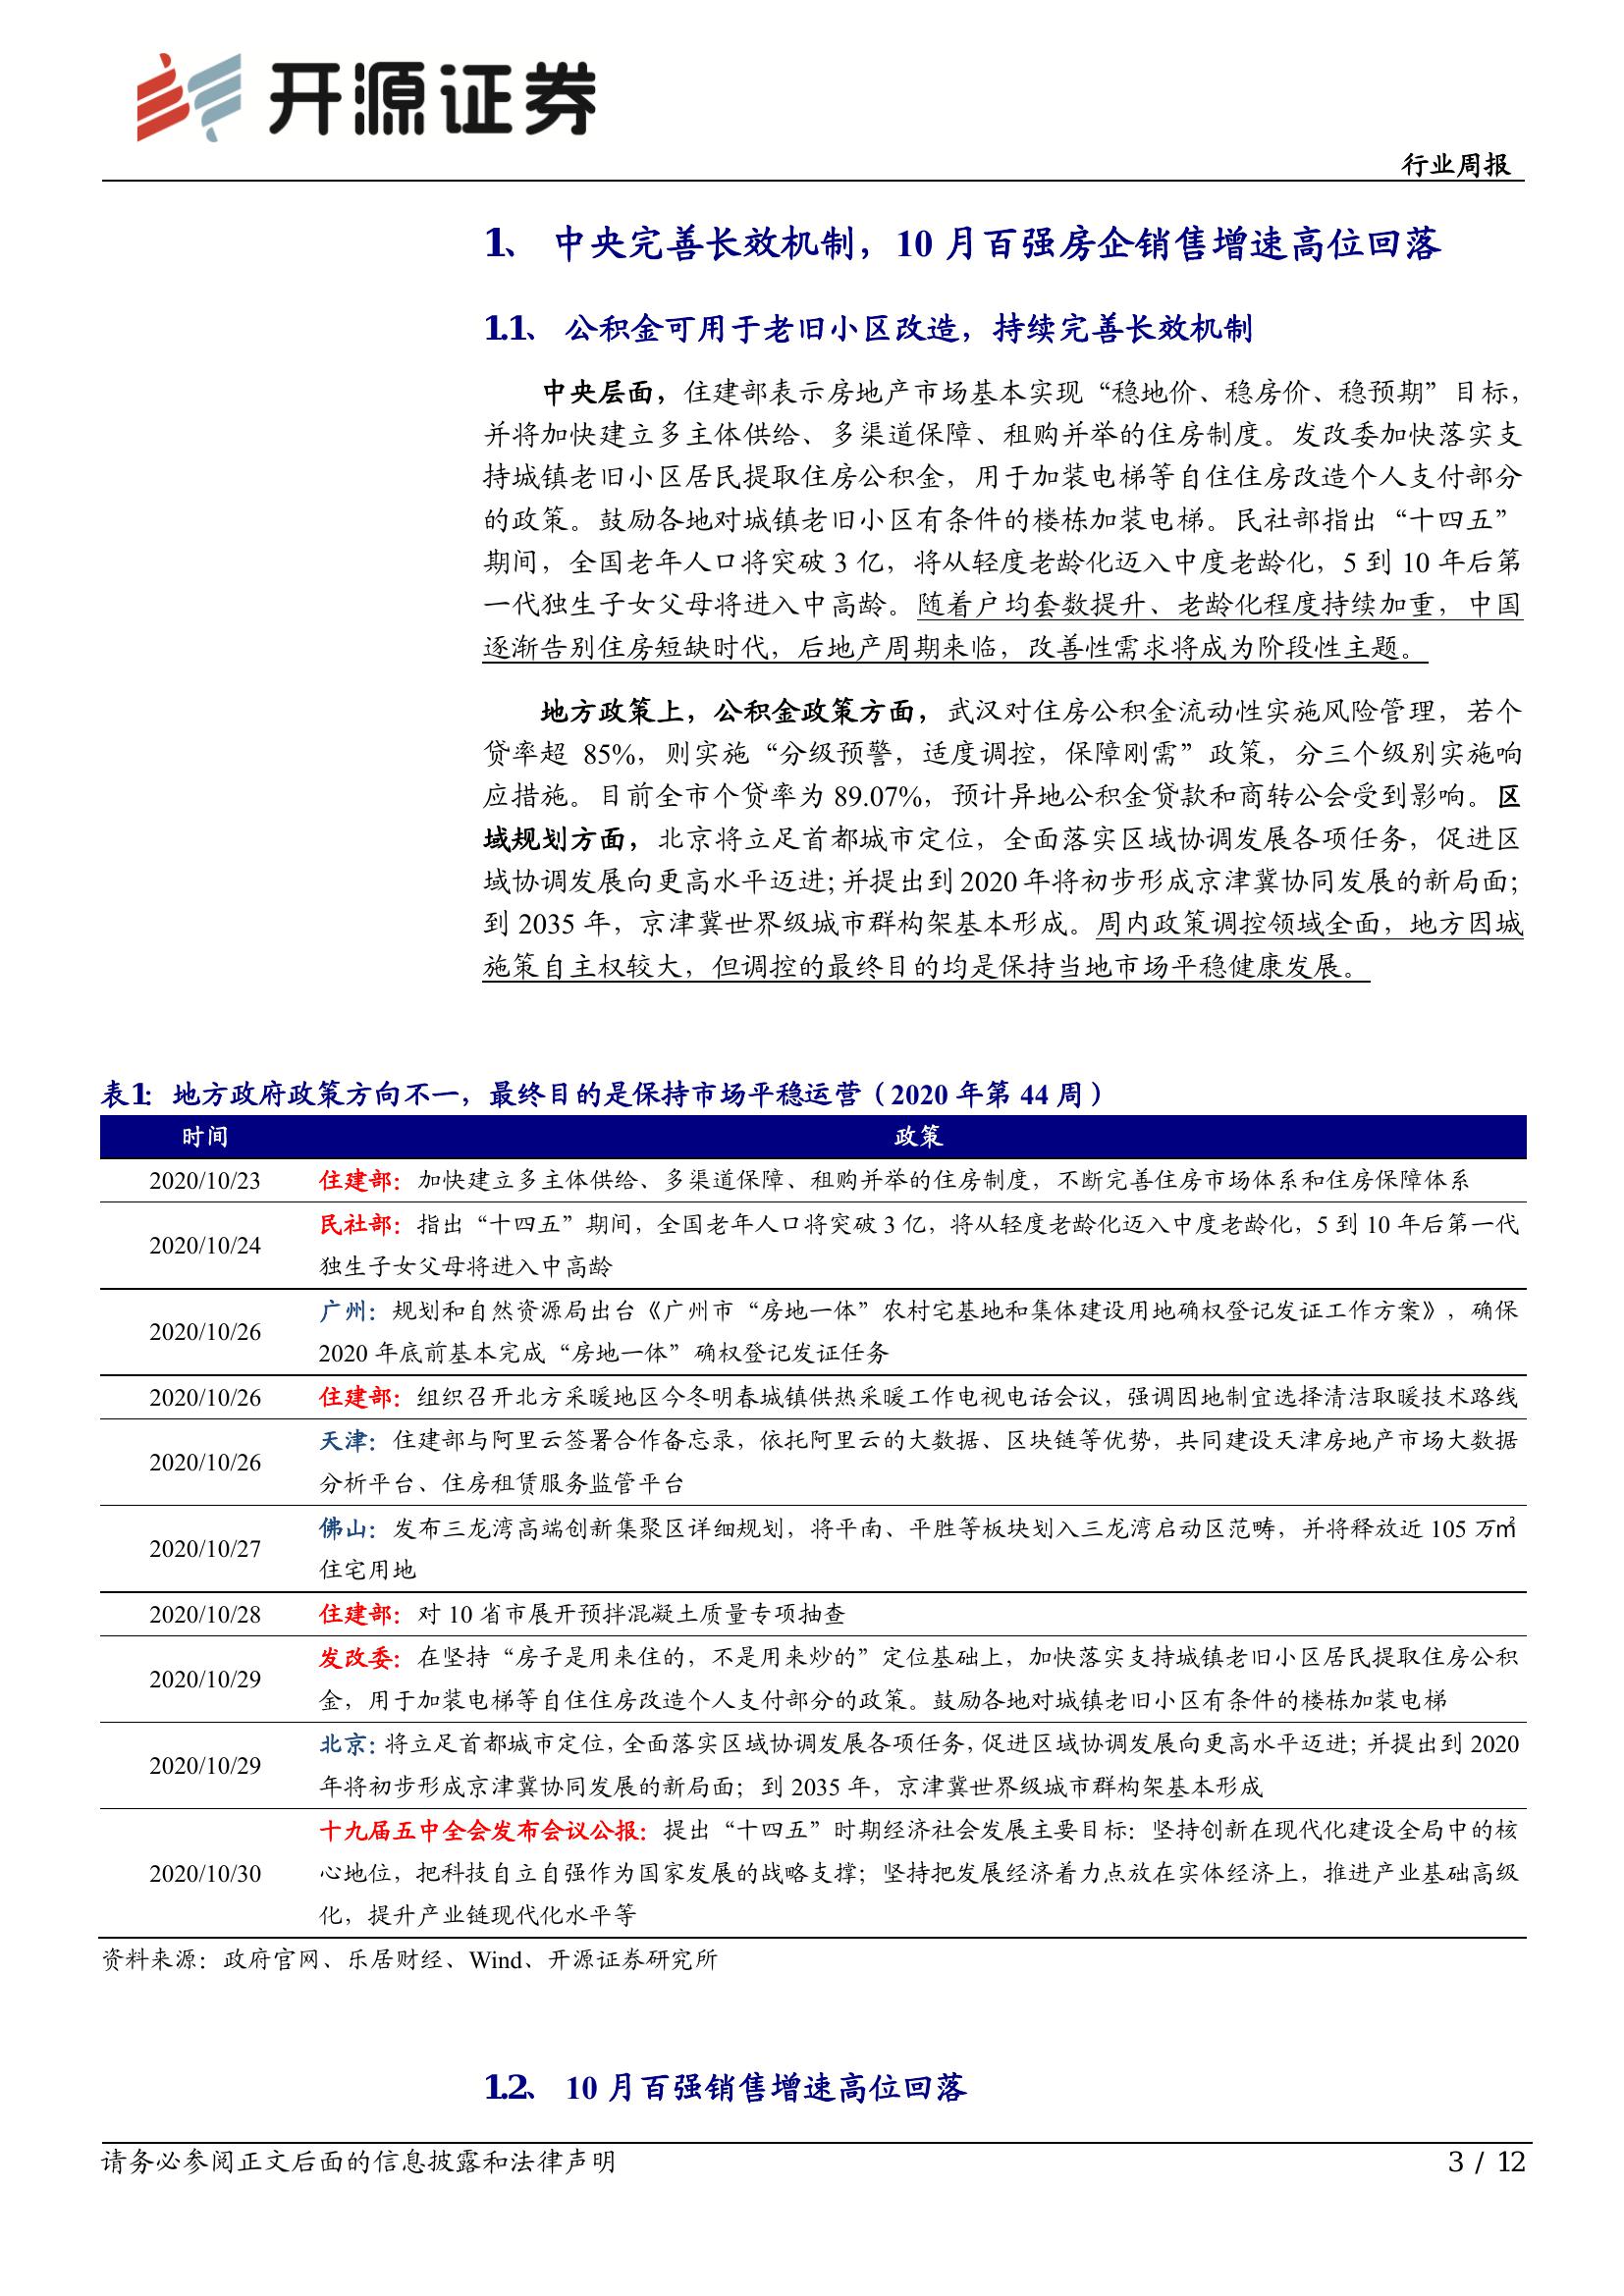 开源证券
行业周报
1、 中央完善长效机制，10 月百强房企销售增速高位回落
1.1、 公积金可用于老旧小区改造，持续完善长效机制
中央层面，住建部表示房地产市场基本实现“稳地价、稳房价、稳预期”目标，
并将加快建立多主体供给、多渠道保障、租购并举的住房制度。发改委加快落实支
持城镇老旧小区居民提取住房公积金，用于加装电梯等自住住房改造个人支付部分
的政策。鼓励各地对城镇老旧小区有条件的楼栋加装电梯。民社部指出“十四五”
期间，全国老年人口将突破 3 亿，将从轻度老龄化迈入中度老龄化，5 到 10 年后第
一代独生子女父母将进入中高龄。随着户均套数提升、老龄化程度持续加重，中国
逐渐告别住房短缺时代，后地产周期来临，改善性需求将成为阶段性主题。
地方政策上，公积金政策方面，武汉对住房公积金流动性实施风险管理，若个
贷率超 85%，则实施“分级预警，适度调控，保障刚需”政策，分三个级别实施响
应措施。目前全市个贷率为 89.07%，预计异地公积金贷款和商转公会受到影响。区
域规划方面，北京将立足首都城市定位，全面落实区域协调发展各项任务，促进区
域协调发展向更高水平迈进；并提出到 2020 年将初步形成京津冀协同发展的新局面；
到 2035 年，京津冀世界级城市群构架基本形成。周内政策调控领域全面，地方因城
施策自主权较大，但调控的最终目的均是保持当地市场平稳健康发展。
表1：地方政府政策方向不一，最终目的是保持市场平稳运营（2020 年第 44 周）
时间 政策
2020/10/23 住建部：加快建立多主体供给、多渠道保障、租购并举的住房制度，不断完善住房市场体系和住房保障体系
2020/10/24 民社部：指出“十四五”期间，全国老年人口将突破 3 亿，将从轻度老龄化迈入中度老龄化，5 到 10 年后第一代
独生子女父母将进入中高龄
2020/10/26 广州：规划和自然资源局出台《广州市“房地一体”农村宅基地和集体建设用地确权登记发证工作方案》，确保
2020 年底前基本完成“房地一体”确权登记发证任务
2020/10/26 住建部：组织召开北方采暖地区今冬明春城镇供热采暖工作电视电话会议，强调因地制宜选择清洁取暖技术路线
2020/10/26 天津：住建部与阿里云签署合作备忘录，依托阿里云的大数据、区块链等优势，共同建设天津房地产市场大数据
分析平台、住房租赁服务监管平台
2020/10/27 佛山：发布三龙湾高端创新集聚区详细规划，将平南、平胜等板块划入三龙湾启动区范畴，并将释放近 105 万㎡
住宅用地
2020/10/28 住建部：对 10 省市展开预拌混凝土质量专项抽查
2020/10/29 发改委：在坚持“房子是用来住的，不是用来炒的”定位基础上，加快落实支持城镇老旧小区居民提取住房公积
金，用于加装电梯等自住住房改造个人支付部分的政策。鼓励各地对城镇老旧小区有条件的楼栋加装电梯
2020/10/29 北京：将立足首都城市定位，全面落实区域协调发展各项任务，促进区域协调发展向更高水平迈进；并提出到 2020
年将初步形成京津冀协同发展的新局面；到 2035 年，京津冀世界级城市群构架基本形成
2020/10/30 十九届五中全会发布会议公报：提出“十四五”时期经济社会发展主要目标：坚持创新在现代化建设全局中的核
心地位，把科技自立自强作为国家发展的战略支撑；坚持把发展经济着力点放在实体经济上，推进产业基础高级
化，提升产业链现代化水平等
资料来源：政府官网、乐居财经、Wind、开源证券研究所
1.2、 10 月百强销售增速高位回落
请务必参阅正文后面的信息披露和法律声明 3 / 12